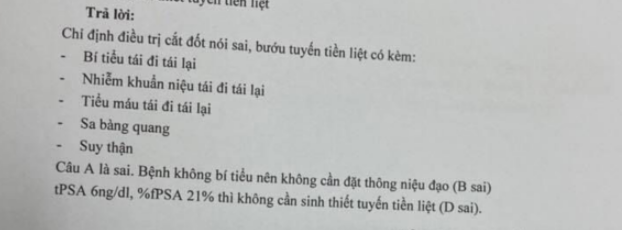 tuyến tiền liệt
Trả lời:
Chỉ định điều trị cắt đốt nói sai, bướu tuyến tiền liệt có kèm:
- Bí tiểu tái đi tái lại
- Nhiễm khuẩn niệu tái đi tái lại
- Tiểu máu tái đi tái lại
- Sa bàng quang
- Suy thận
Câu A là sai. Bệnh không bí tiểu nên không cần đặt thông niệu đạo (B sai)
tPSA 6ng/dl, %fPSA 21% thì không cần sinh thiết tuyến tiền liệt (D sai).